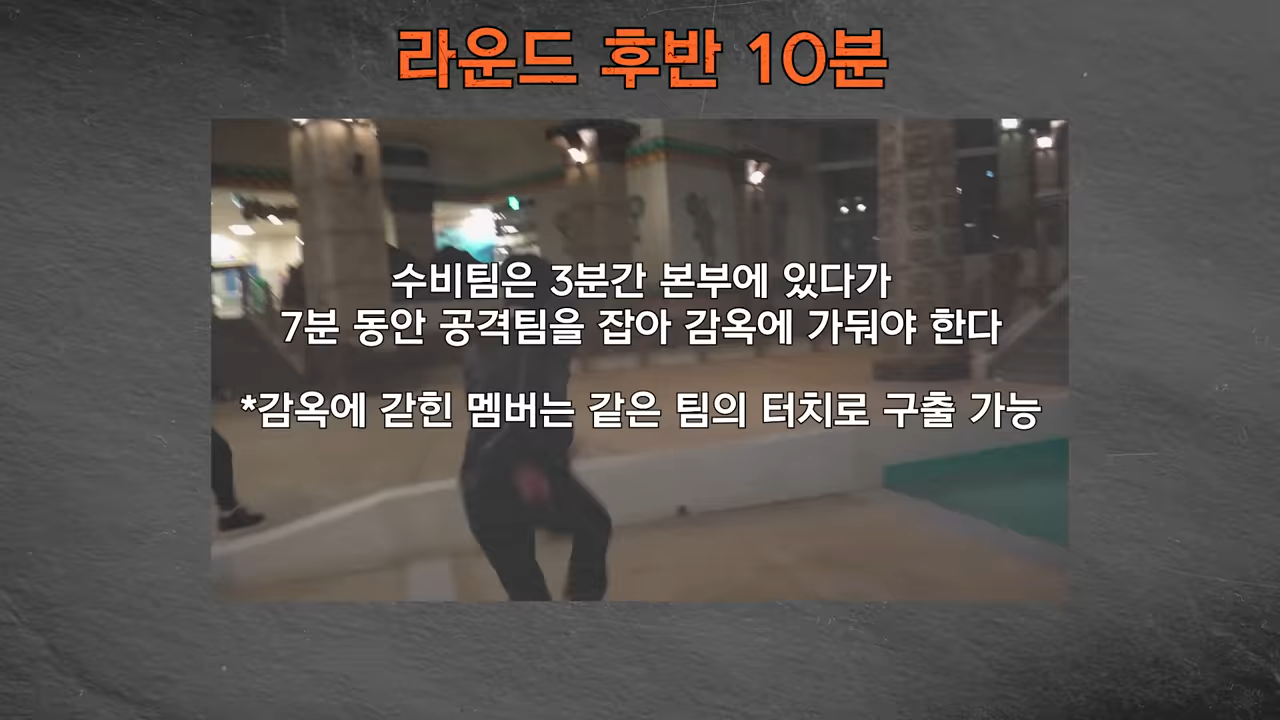 라운드 후반 10분
수비팀은 3분간 본부에 있다가
7분 동안 공격팀을 잡아 감옥에 가둬야 한다
*감옥에 갇힌 멤버는 같은 팀의 터치로 구출 가능